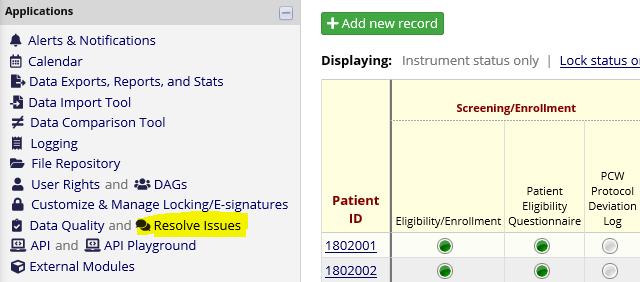 Applications
Alerts & Notifications
Calendar
Data Exports, Reports, and Stats
Data Import Tool
Data Comparison Tool
Logging
File Repository
User Rights and DAGs
Customize & Manage Locking/E-signatures
Data Quality and Resolve Issues
API and API Playground
External Modules
Add new record
Displaying: Instrument status only | Lock status
Screening/Enrollment
Patient
ID
Eligibility/Enrollment
Patient
Eligibility
Questionnaire
PCW
Protocol
Deviation
Log
1802001
1802002